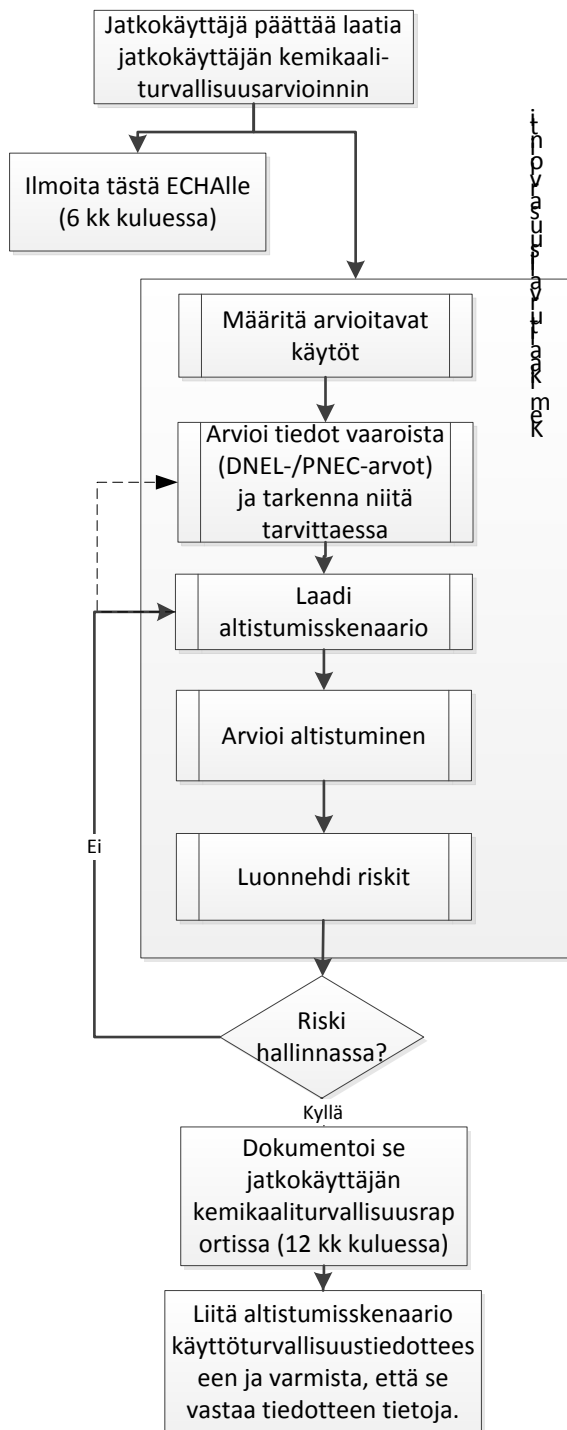 Jatkokäyttäjä päättää laatia
jatkokäyttäjän kemikaali-
turvallisuusarvioinnin
Ilmoita tästä ECHAlle
(6 kk kuluessa)
Kemikaaliturvallisuusarviointi
Määritä arvioitavat
käytöt
Arvioi tiedot vaaroista
(DNEL-/PNEC-arvot)
ja tarkenna niitä
tarvittaessa
Laadi
altistumisskenaario
Arvioi altistuminen
Ei
Luonnehdi riskit
Riski
hallinnassa?
Kyllä
Dokumentoi se
jatkokäyttäjän
kemikaaliturvallisuusrap
ortissa (12 kk kuluessa)
Liitä altistumisskenaario
käyttöturvallisuustiedottees
een ja varmista, että se
vastaa tiedotteen tietoja.